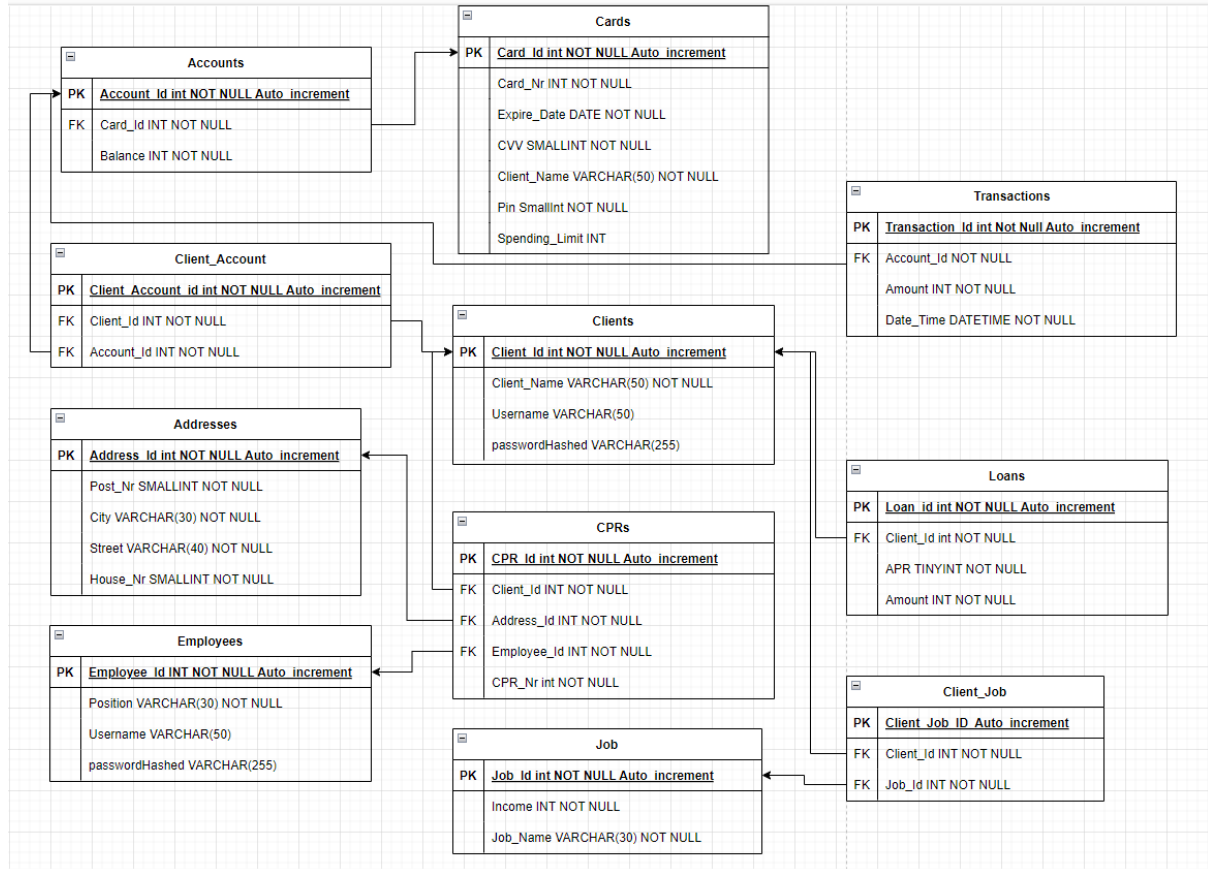 Accounts
PK Account_Id int NOT NULL Auto_increment
FK Card_Id INT NOT NULL
Balance INT NOT NULL
Cards
PK Card_Id int NOT NULL Auto_increment
Card_Nr INT NOT NULL
Expire_Date DATE NOT NULL
CVV SMALLINT NOT NULL
Client_Name VARCHAR(50) NOT NULL
Pin SmallInt NOT NULL
Spending_Limit INT
Transactions
PK Transaction_Id int Not Null Auto_increment
FK Account_Id NOT NULL
Amount INT NOT NULL
Date_Time DATETIME NOT NULL
Client_Account
PK Client_Account_id int NOT NULL Auto_increment
FK Client_Id INT NOT NULL
FK Account_Id INT NOT NULL
Clients
PK Client_Id int NOT NULL Auto_increment
Client_Name VARCHAR(50) NOT NULL
Username VARCHAR(50)
passwordHashed VARCHAR(255)
Addresses
PK Address_Id int NOT NULL Auto_increment
Post_Nr SMALLINT NOT NULL
City VARCHAR(30) NOT NULL
Street VARCHAR(40) NOT NULL
House_Nr SMALLINT NOT NULL
Loans
PK Loan_id int NOT NULL Auto_increment
FK Client_Id int NOT NULL
APR TINYINT NOT NULL
Amount INT NOT NULL
CPRs
PK CPR_Id int NOT NULL Auto_increment
FK Client_Id INT NOT NULL
FK Address_Id INT NOT NULL
FK Employee_Id INT NOT NULL
CPR_Nr int NOT NULL
Employees
PK Employee_Id INT NOT NULL Auto_increment
Position VARCHAR(30) NOT NULL
Username VARCHAR(50)
passwordHashed VARCHAR(255)
Job
PK Job_Id int NOT NULL Auto_increment
Income INT NOT NULL
Job_Name VARCHAR(30) NOT NULL
Client_Job
PK Client_Job_ID_Auto_increment
FK Client_Id INT NOT NULL
FK Job_Id INT NOT NULL